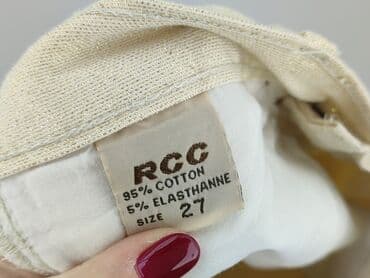 RCC
95% COTTON
5% ELASTHANNE
SIZE 27